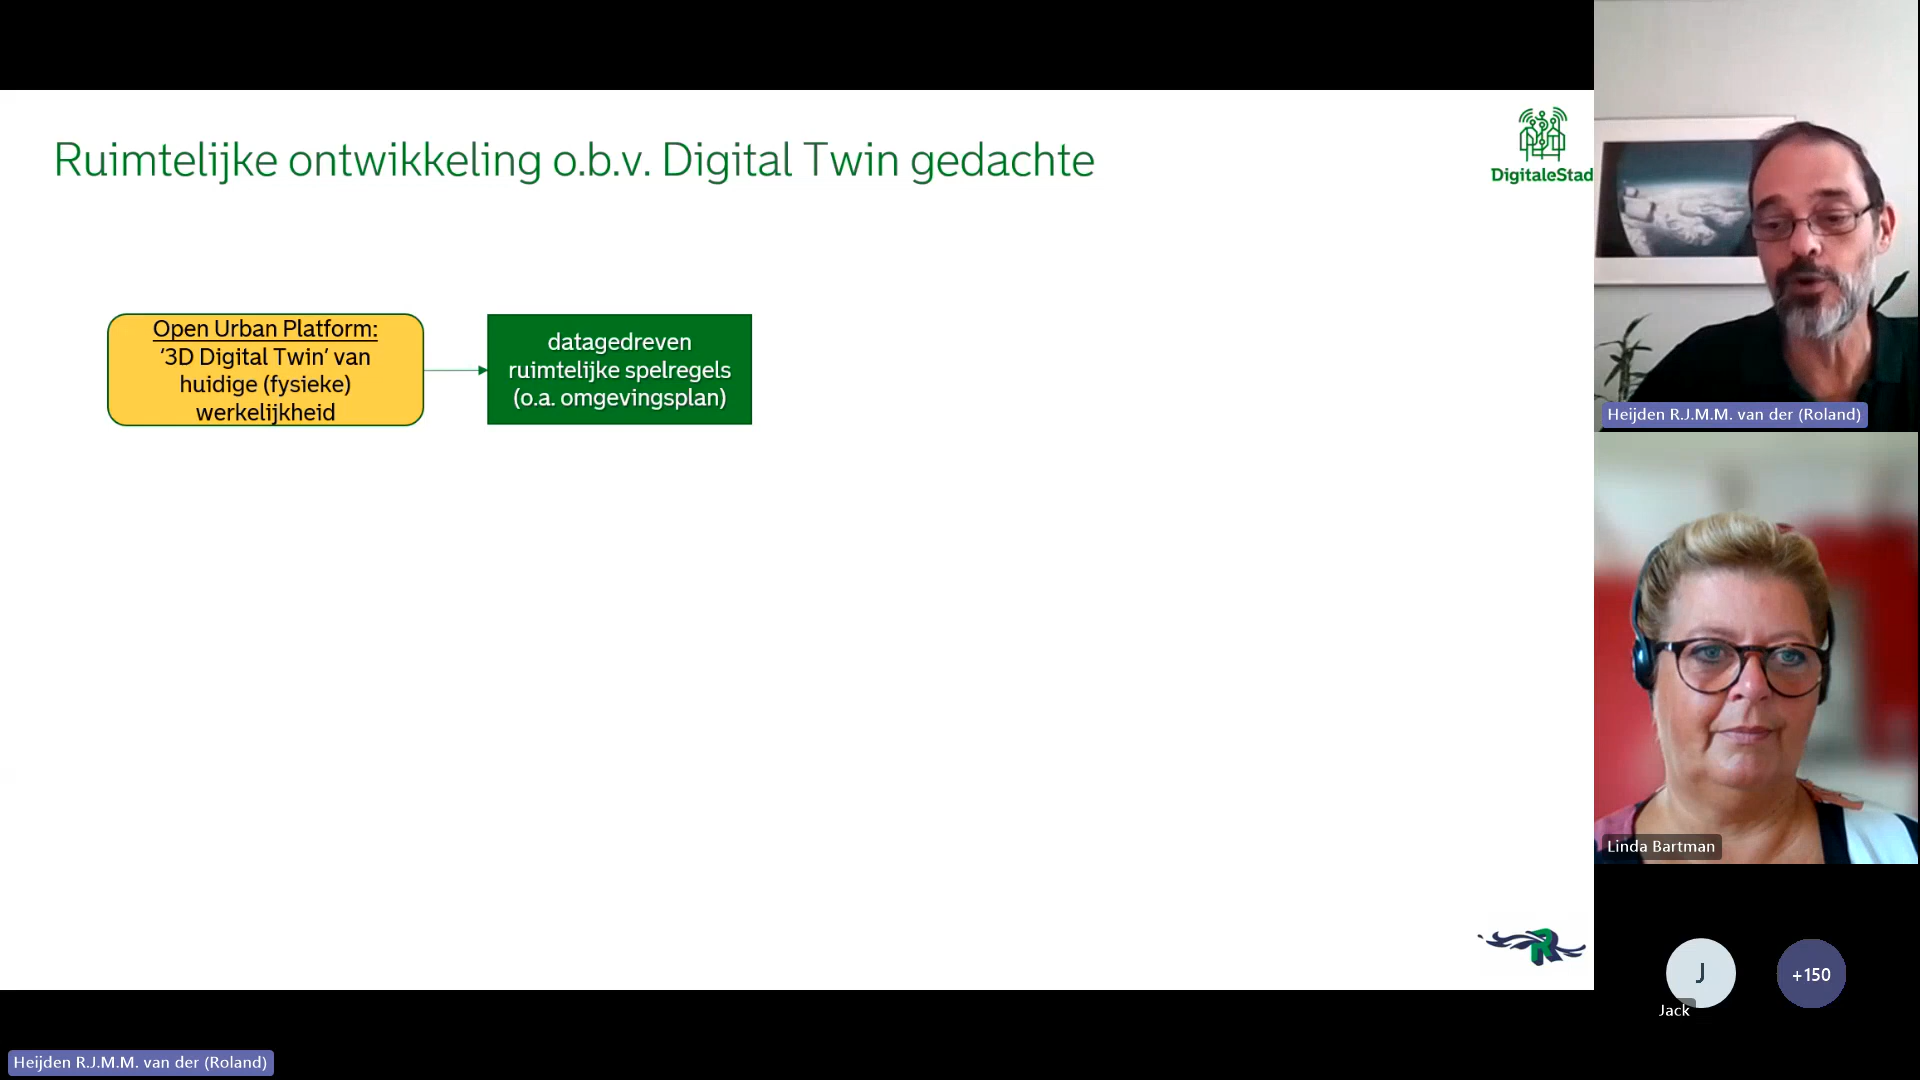 Ruimtelijke ontwikkeling o.b.v. Digital Twin gedachte
DigitaleStad
Open Urban Platform:
‘3D Digital Twin’ van
huidige (fysieke)
werkelijkheid
datagedreven
ruimtelijke spelregels
(o.a. omgevingsplan)
R
Heijden R.J.M.M. van der (Roland)
Linda Bartman
J
Jack
+150
Heijden R.J.M.M. van der (Roland)